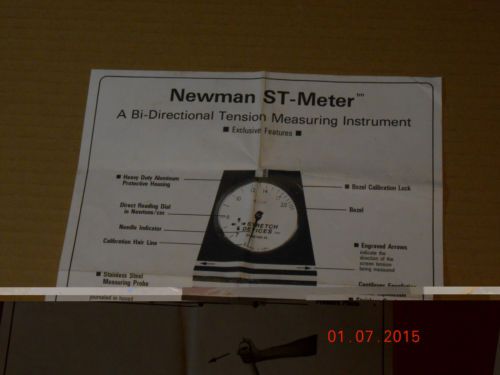 Newman ST-Meter™
A Bi-Directional Tension Measuring Instrument
■ Exclusive Features ■
■ Heavy Duty Aluminum
Protective Housing
■ Bezel Calibration Lock
Direct Reading Dial
in Newtons/cm
Bezel
Needle Indicator
Calibration Hair Line
STRETCH
DEVICES
■ Engraved Arrows
indicate the
direction of the
screen tension
being measured
■ Stainless Steel
Measuring Probe
01.07.2015